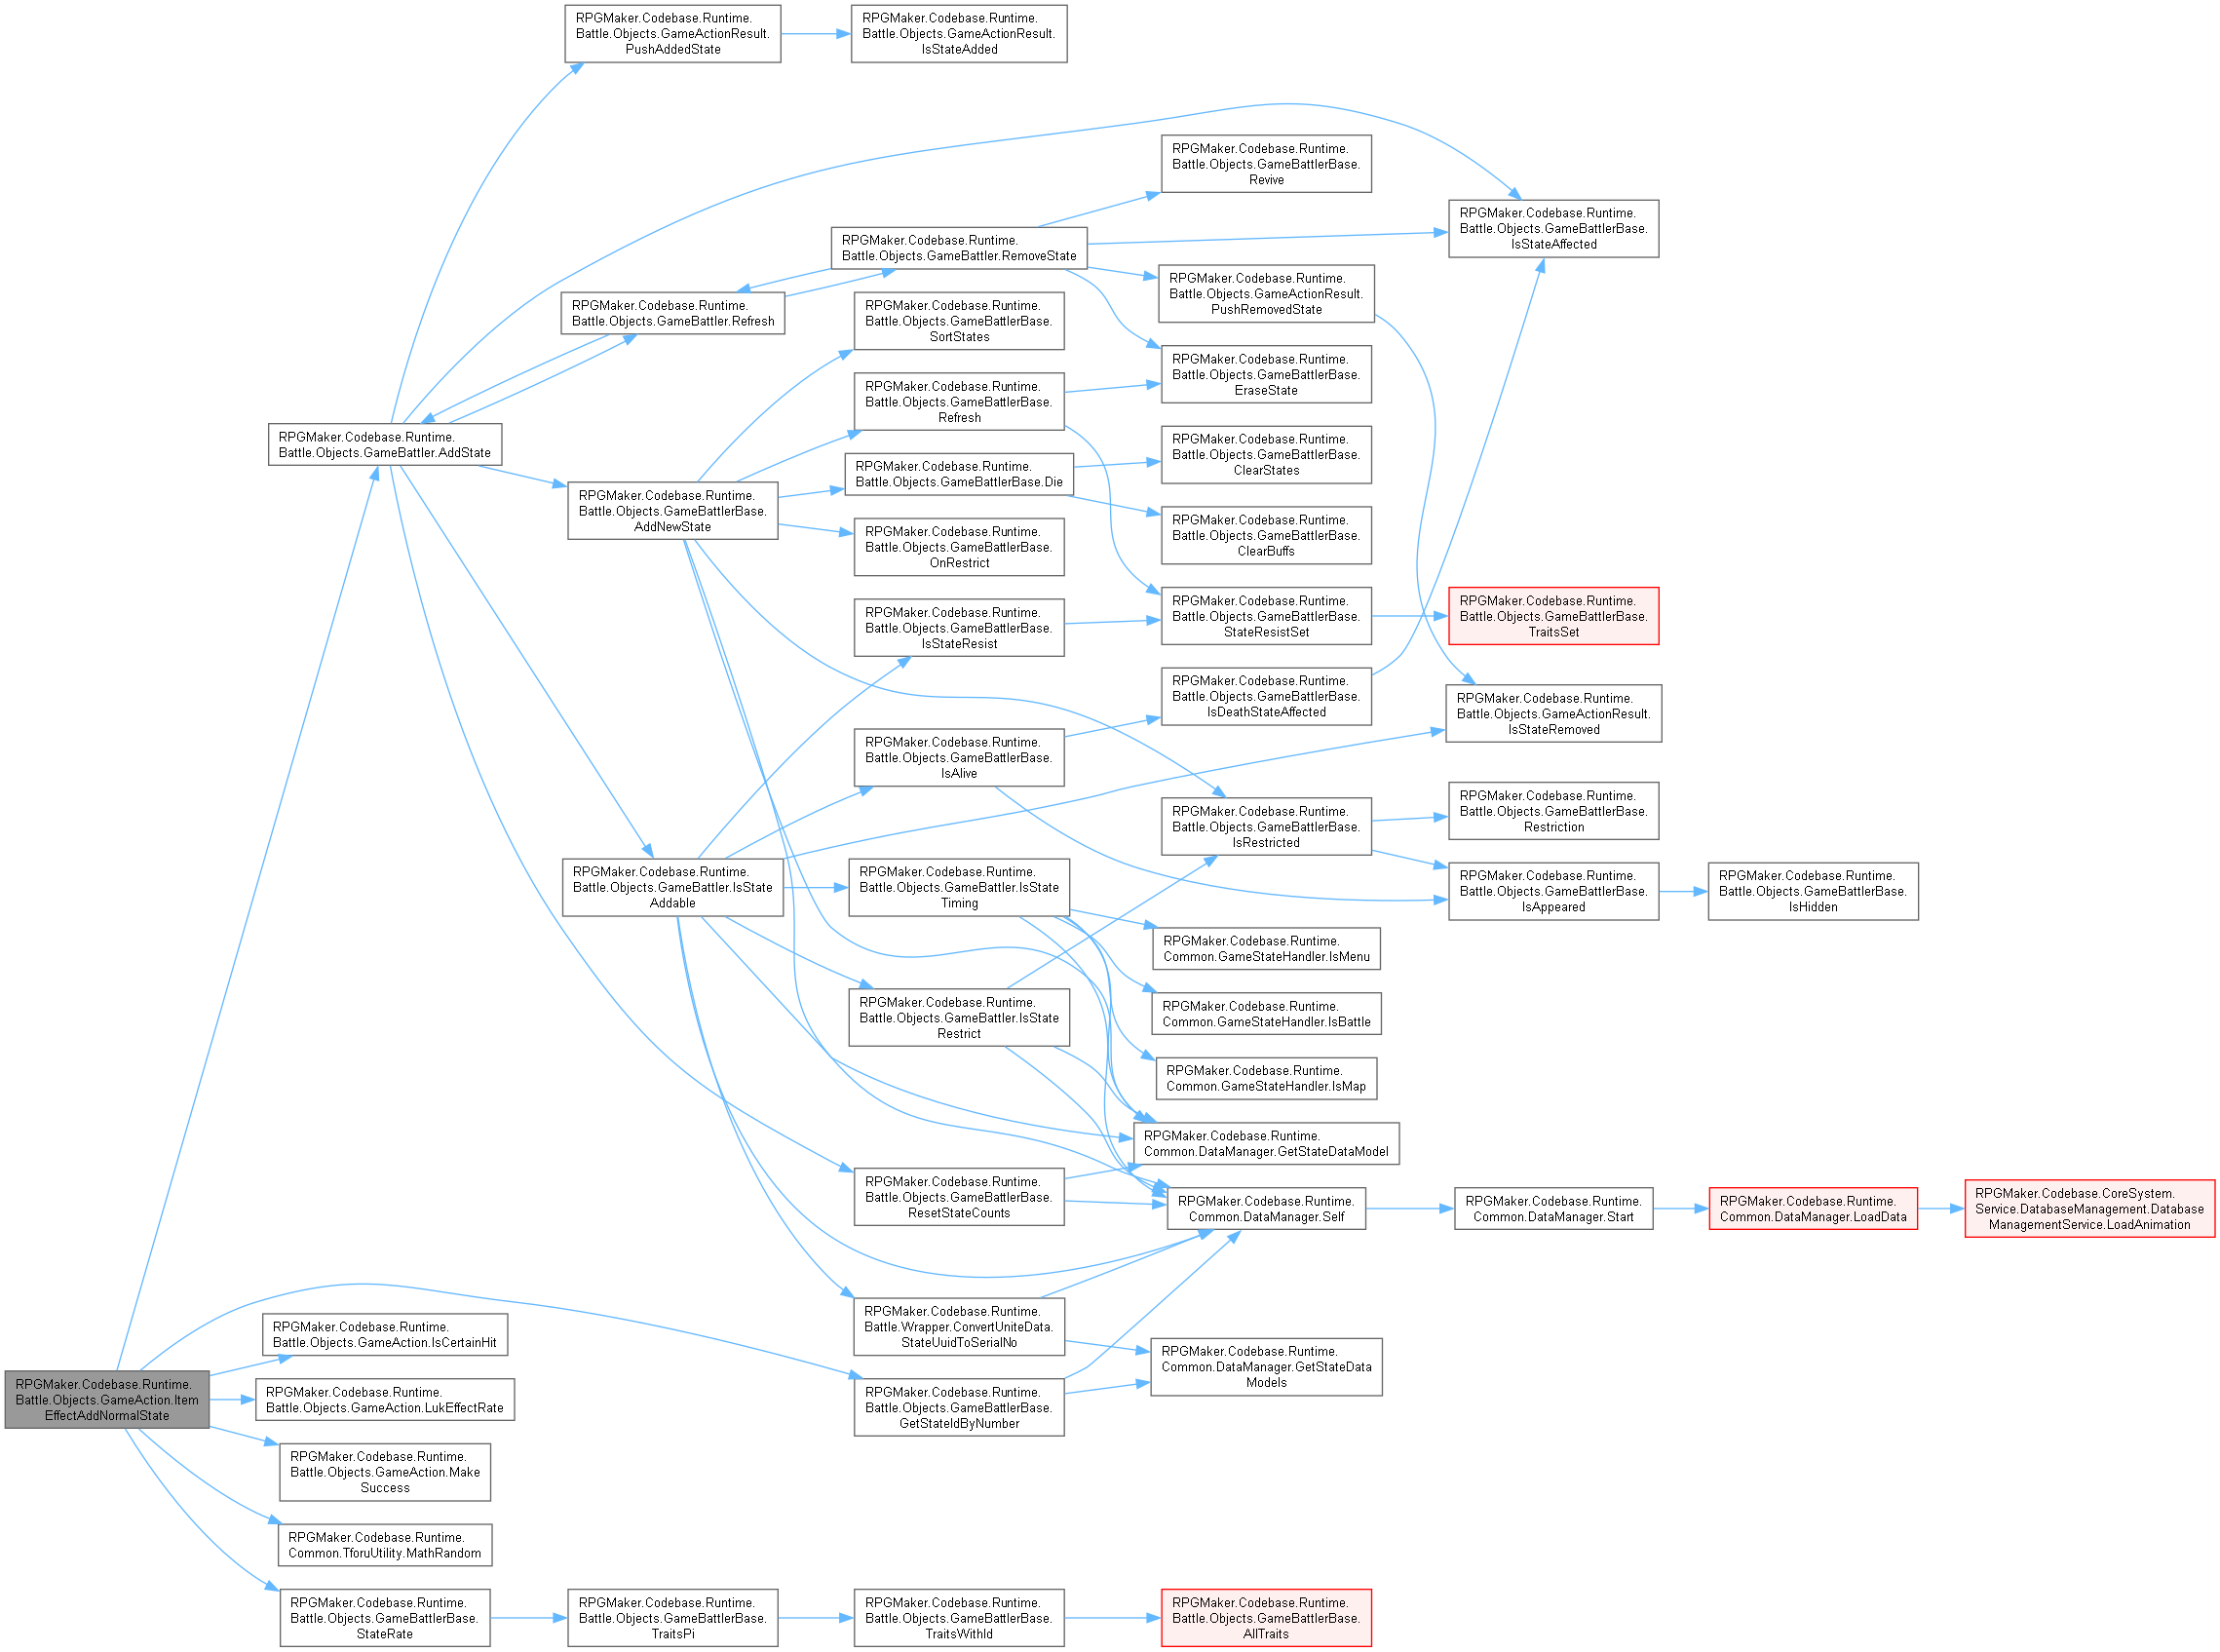 RPGMaker.Codebase.Runtime.
Battle.Objects.GameActionResult.
PushAddedState
RPGMaker.Codebase.Runtime.
Battle.Objects.GameActionResult.
IsStateAdded
RPGMaker.Codebase.Runtime.
Battle.Objects.GameBattlerBase.
Revive
RPGMaker.Codebase.Runtime.
Battle.Objects.GameBattlerBase.
IsStateAffected
RPGMaker.Codebase.Runtime.
Battle.Objects.GameBattler.RemoveState
RPGMaker.Codebase.Runtime.
Battle.Objects.GameActionResult.
PushRemovedState
RPGMaker.Codebase.Runtime.
Battle.Objects.GameBattler.Refresh
RPGMaker.Codebase.Runtime.
Battle.Objects.GameBattlerBase.
SortStates
RPGMaker.Codebase.Runtime.
Battle.Objects.GameBattlerBase.
EraseState
RPGMaker.Codebase.Runtime.
Battle.Objects.GameBattlerBase.
Refresh
RPGMaker.Codebase.Runtime.
Battle.Objects.GameBattler.AddState
RPGMaker.Codebase.Runtime.
Battle.Objects.GameBattlerBase.
ClearStates
RPGMaker.Codebase.Runtime.
Battle.Objects.GameBattlerBase.Die
RPGMaker.Codebase.Runtime.
Battle.Objects.GameBattlerBase.
AddNewState
RPGMaker.Codebase.Runtime.
Battle.Objects.GameBattlerBase.
ClearBuffs
RPGMaker.Codebase.Runtime.
Battle.Objects.GameBattlerBase.
OnRestrict
RPGMaker.Codebase.Runtime.
Battle.Objects.GameBattlerBase.
IsStateResist
RPGMaker.Codebase.Runtime.
Battle.Objects.GameBattlerBase.
StateResistSet
RPGMaker.Codebase.Runtime.
Battle.Objects.GameBattlerBase.
TraitsSet
RPGMaker.Codebase.Runtime.
Battle.Objects.GameBattlerBase.
IsDeathStateAffected
RPGMaker.Codebase.Runtime.
Battle.Objects.GameActionResult.
IsStateRemoved
RPGMaker.Codebase.Runtime.
Battle.Objects.GameBattlerBase.
IsAlive
RPGMaker.Codebase.Runtime.
Battle.Objects.GameBattlerBase.
IsRestricted
RPGMaker.Codebase.Runtime.
Battle.Objects.GameBattlerBase.
Restriction
RPGMaker.Codebase.Runtime.
Battle.Objects.GameBattler.IsState
Addable
RPGMaker.Codebase.Runtime.
Battle.Objects.GameBattler.IsState
Timing
RPGMaker.Codebase.Runtime.
Battle.Objects.GameBattlerBase.
IsAppeared
RPGMaker.Codebase.Runtime.
Battle.Objects.GameBattlerBase.
IsHidden
RPGMaker.Codebase.Runtime.
Common.GameStateHandler.IsMenu
RPGMaker.Codebase.Runtime.
Battle.Objects.GameBattler.IsState
Restrict
RPGMaker.Codebase.Runtime.
Common.GameStateHandler.IsBattle
RPGMaker.Codebase.Runtime.
Common.GameStateHandler.IsMap
RPGMaker.Codebase.Runtime.
Common.DataManager.GetStateDataModel
RPGMaker.Codebase.Runtime.
Battle.Objects.GameBattlerBase.
ResetStateCounts
RPGMaker.Codebase.Runtime.
Common.DataManager.Self
RPGMaker.Codebase.Runtime.
Common.DataManager.Start
RPGMaker.Codebase.Runtime.
Common.DataManager.LoadData
RPGMaker.Codebase.CoreSystem.
Service.DatabaseManagement.Database
ManagementService.LoadAnimation
RPGMaker.Codebase.Runtime.
Battle.Wrapper.ConvertUniteData.
StateUuidToSerialNo
RPGMaker.Codebase.Runtime.
Battle.Objects.GameAction.IsCertainHit
RPGMaker.Codebase.Runtime.
Common.DataManager.GetStateData
Models
RPGMaker.Codebase.Runtime.
Battle.Objects.GameAction.Item
EffectAddNormalState
RPGMaker.Codebase.Runtime.
Battle.Objects.GameAction.LukEffectRate
RPGMaker.Codebase.Runtime.
Battle.Objects.GameBattlerBase.
GetStateIdByNumber
RPGMaker.Codebase.Runtime.
Battle.Objects.GameAction.Make
Success
RPGMaker.Codebase.Runtime.
Common.TforuUtility.MathRandom
RPGMaker.Codebase.Runtime.
Battle.Objects.GameBattlerBase.
StateRate
RPGMaker.Codebase.Runtime.
Battle.Objects.GameBattlerBase.
TraitsPi
RPGMaker.Codebase.Runtime.
Battle.Objects.GameBattlerBase.
TraitsWithId
RPGMaker.Codebase.Runtime.
Battle.Objects.GameBattlerBase.
AllTraits